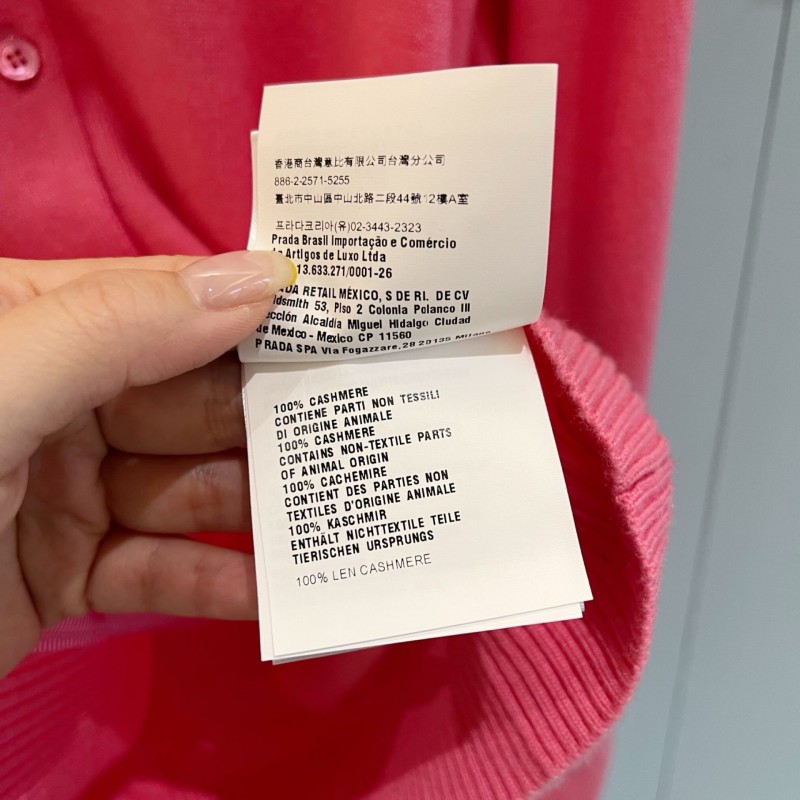 香港商台灣意比有限公司台灣分公司
886-2-2571-5255
臺北市中山區中山北路二段44號12樓A室
프라다코리아(유)02-3443-2323
Prada Brasil Importação e Comércio
Artigos de Luxo Ltda
13.633.271/0001-26
RETAIL MÉXICO, S DE RI. DE CV
53, Piso 2 Colonia Polanco III
Alcaldia Miguel Hidalgo Ciudad
de Mexico - Mexico CP 11560
PRADA SPA Via Fogazzare, 28 20135 Milano
100% CASHMERE
CONTIENE PARTI NON TESSILI
DI ORIGINE ANIMALE
100% CASHMERE
CONTAINS NON-TEXTILE PARTS
OF ANIMAL ORIGIN
100% CACHEMIRE
CONTIENT DES PARTIES NON
TEXTILES D'ORIGINE ANIMALE
100% KASCHMIR
ENTHÄLT NICHTTEXTILE TEILE
TIERISCHEN URSPRUNGS
100% LEN CASHMERE